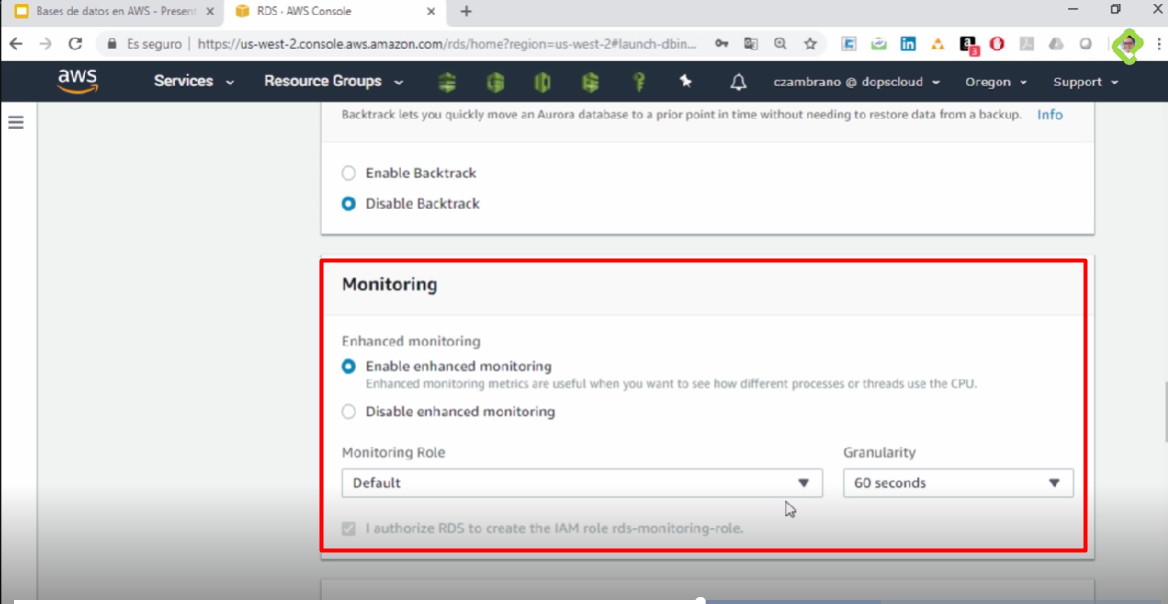 Bases de datos en AWS - Present
RDS - AWS Console
Es seguro
https://us-west-2.console.aws.amazon.com/rds/home?region=us-west-2#launch-dbin...
aws
Services
Resource Groups
czambrano @ dopscloud
Oregon
Support
Backtrack lets you quickly move an Aurora database to a prior point in time without needing to restore data from a backup. Info
Enable Backtrack
Disable Backtrack
Monitoring
Enhanced monitoring
Enable enhanced monitoring
Enhanced monitoring metrics are useful when you want to see how different processes or threads use the CPU.
Disable enhanced monitoring
Monitoring Role
Granularity
Default
60 seconds
I authorize RDS to create the IAM role rds-monitoring-role.